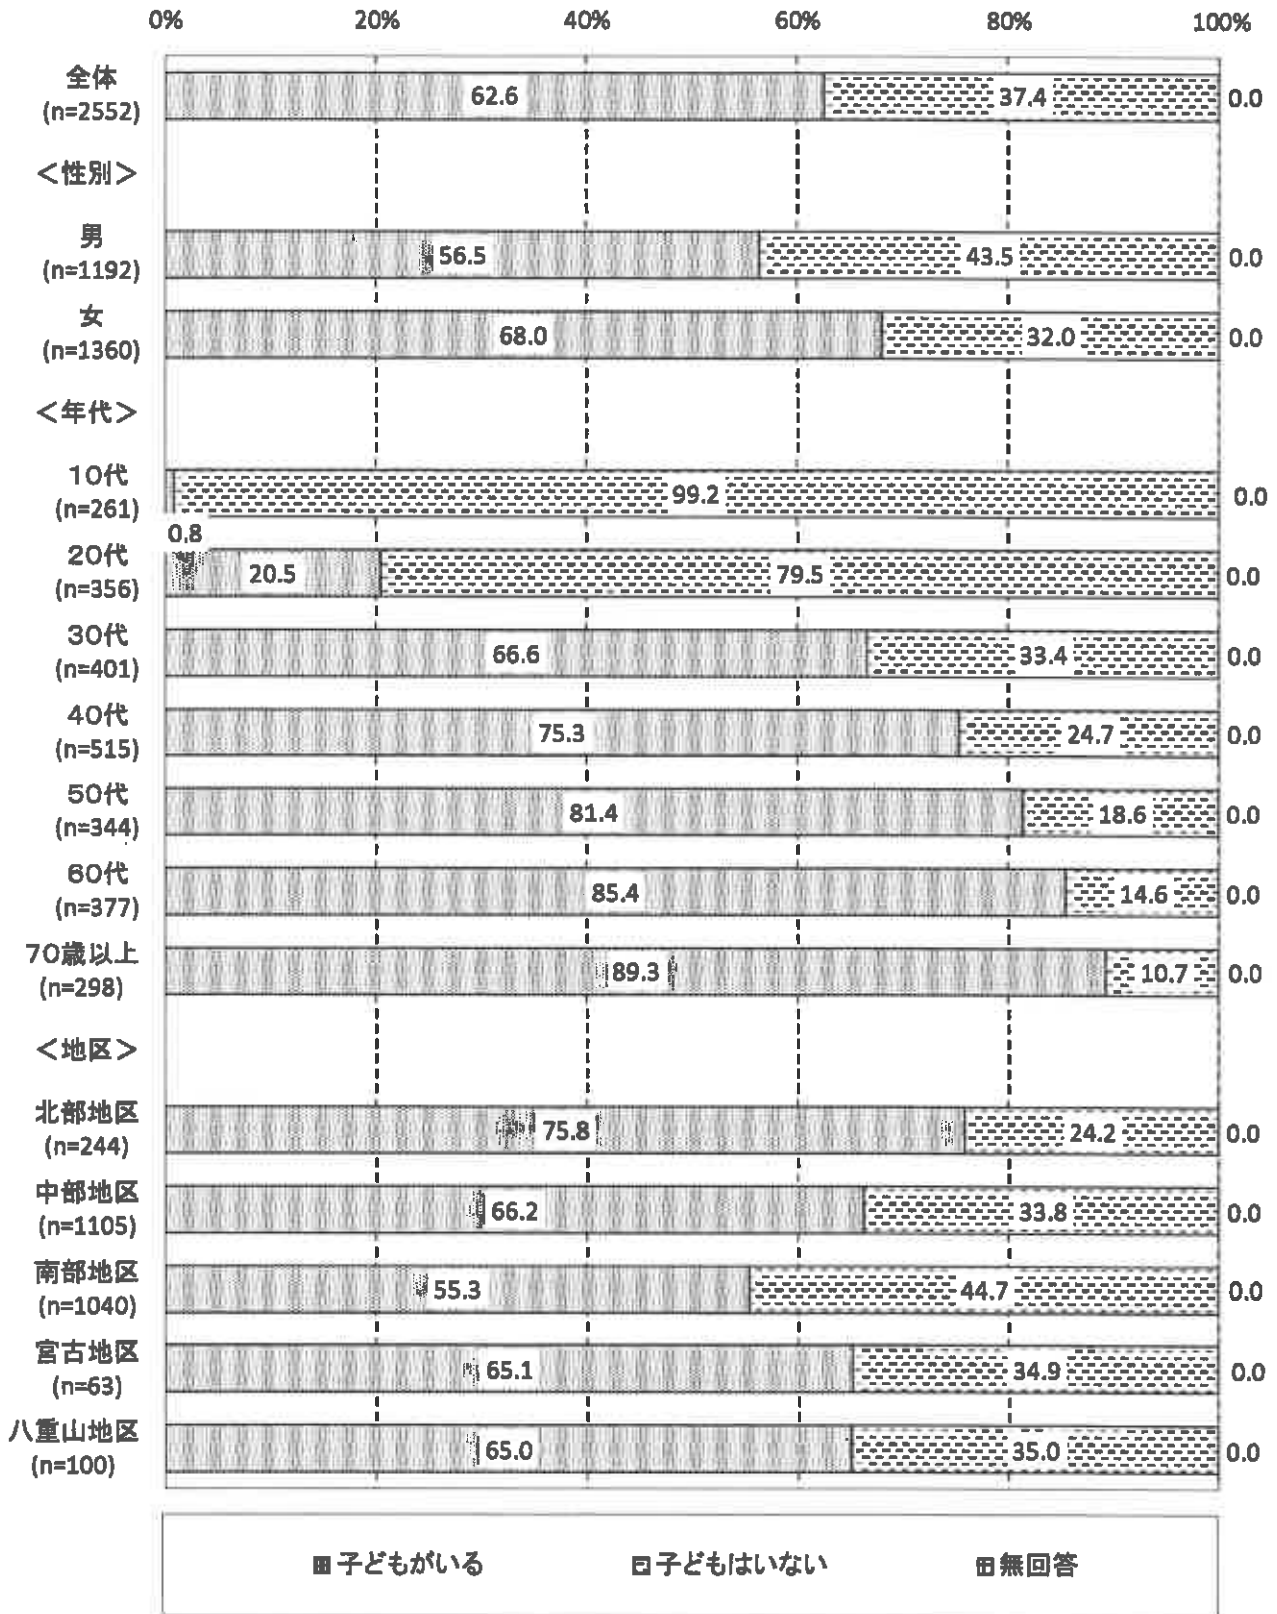 0% 20% 40% 60% 80% 100%
全体
(n=2552) 62.6 37.4 0.0
＜性別＞
男
(n=1192) 56.5 43.5 0.0
女
(n=1360) 68.0 32.0 0.0
＜年代＞
10代
(n=261) 99.2 0.0
0.8
20代
(n=356) 20.5 79.5 0.0
30代
(n=401) 66.6 33.4 0.0
40代
(n=515) 75.3 24.7 0.0
50代
(n=344) 81.4 18.6 0.0
60代
(n=377) 85.4 14.6 0.0
70歳以上
(n=298) 89.3 10.7 0.0
＜地区＞
北部地区
(n=244) 75.8 24.2 0.0
中部地区
(n=1105) 66.2 33.8 0.0
南部地区
(n=1040) 55.3 44.7 0.0
宮古地区
(n=63) 65.1 34.9 0.0
八重山地区
(n=100) 65.0 35.0 0.0
子どもがいる 子どもはいない 無回答